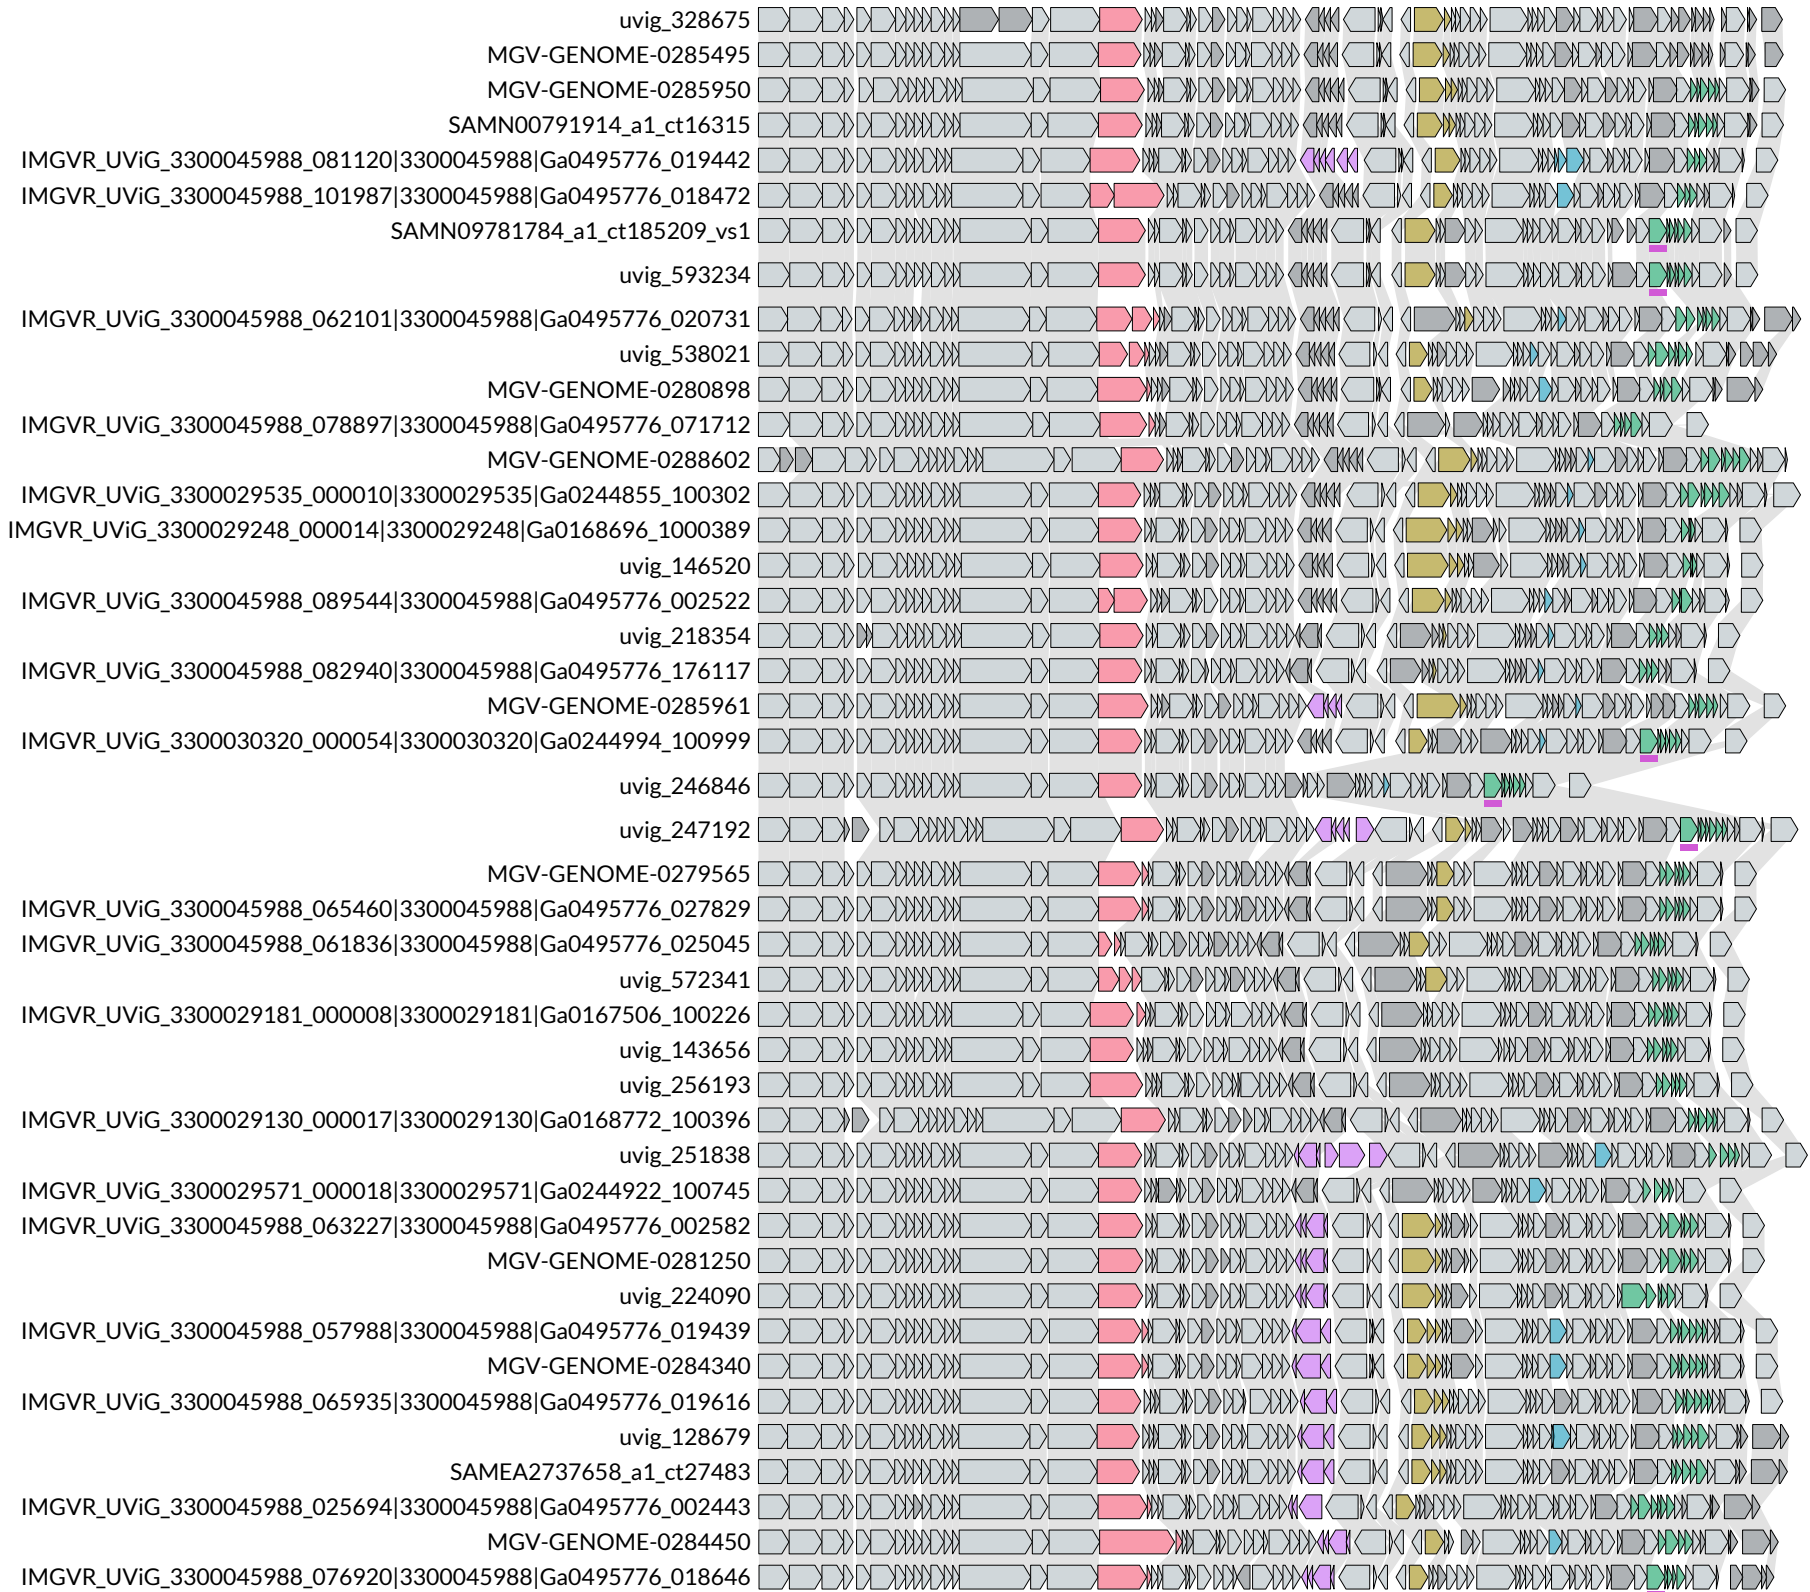 uvig_328675
MGV-GENOME-0285495
MGV-GENOME-0285950
SAMN00791914_a1_ct16315
IMGVR_UViG_3300045988_081120|3300045988|Ga0495776_019442
IMGVR_UViG_3300045988_101987|3300045988|Ga0495776_018472
SAMN09781784_a1_ct185209_vs1
uvig_593234
IMGVR_UViG_3300045988_062101|3300045988|Ga0495776_020731
uvig_538021
MGV-GENOME-0280898
IMGVR_UViG_3300045988_078897|3300045988|Ga0495776_071712
MGV-GENOME-0288602
IMGVR_UViG_3300029535_000010|3300029535|Ga0244855_100302
IMGVR_UViG_3300029248_000014|3300029248|Ga0168696_1000389
uvig_146520
IMGVR_UViG_3300045988_089544|3300045988|Ga0495776_002522
uvig_218354
IMGVR_UViG_3300045988_082940|3300045988|Ga0495776_176117
MGV-GENOME-0285961
IMGVR_UViG_3300030320_000054|3300030320|Ga0244994_100999
uvig_246846
uvig_247192
MGV-GENOME-0279565
IMGVR_UViG_3300045988_065460|3300045988|Ga0495776_027829
IMGVR_UViG_3300045988_061836|3300045988|Ga0495776_025045
uvig_572341
IMGVR_UViG_3300029181_000008|3300029181|Ga0167506_100226
uvig_143656
uvig_256193
IMGVR_UViG_3300029130_000017|3300029130|Ga0168772_100396
uvig_251838
IMGVR_UViG_3300029571_000018|3300029571|Ga0244922_100745
IMGVR_UViG_3300045988_063227|3300045988|Ga0495776_002582
MGV-GENOME-0281250
uvig_224090
IMGVR_UViG_3300045988_057988|3300045988|Ga0495776_019439
MGV-GENOME-0284340
IMGVR_UViG_3300045988_065935|3300045988|Ga0495776_019616
uvig_128679
SAMEA2737658_a1_ct27483
IMGVR_UViG_3300045988_025694|3300045988|Ga0495776_002443
MGV-GENOME-0284450
IMGVR_UViG_3300045988_076920|3300045988|Ga0495776_018646